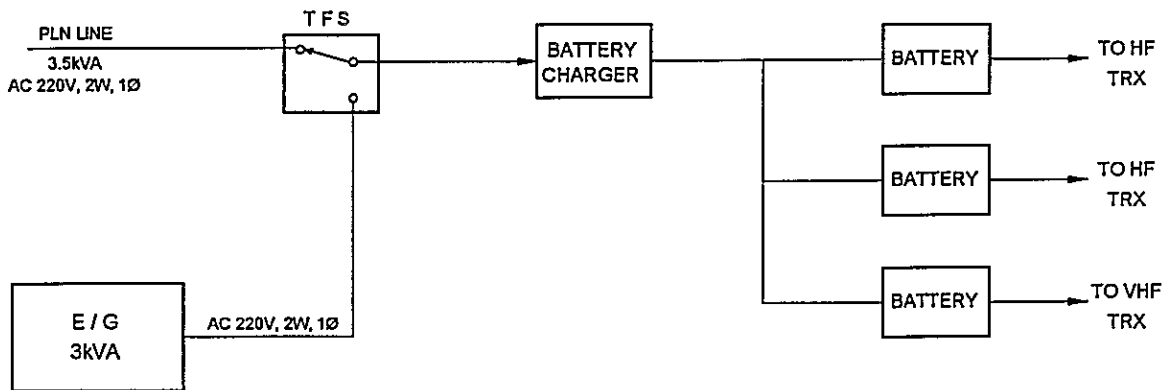 PLN LINE
3.5kVA
AC 220V, 2W, 1Ø
T F S
BATTERY
CHARGER
BATTERY
TO HF
TRX
BATTERY
TO HF
TRX
BATTERY
TO VHF
TRX
E / G
3kVA
AC 220V, 2W, 1Ø